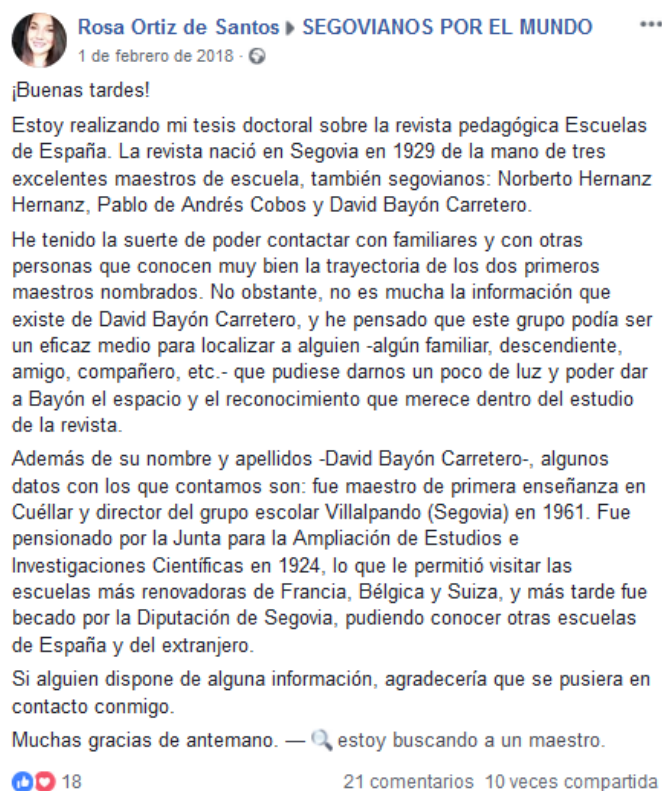 Rosa Ortiz de Santos ▶ SEGOVIANOS POR EL MUNDO
1 de febrero de 2018 ·
¡Buenas tardes!
Estoy realizando mi tesis doctoral sobre la revista pedagógica Escuelas
de España. La revista nació en Segovia en 1929 de la mano de tres
excelentes maestros de escuela, también segovianos: Norberto Hernanz
Hernanz, Pablo de Andrés Cobos y David Bayón Carretero.
He tenido la suerte de poder contactar con familiares y con otras
personas que conocen muy bien la trayectoria de los dos primeros
maestros nombrados. No obstante, no es mucha la información que
existe de David Bayón Carretero, y he pensado que este grupo podía ser
un eficaz medio para localizar a alguien -algún familiar, descendiente,
amigo, compañero, etc.- que pudiese darnos un poco de luz y poder dar
a Bayón el espacio y el reconocimiento que merece dentro del estudio
de la revista.
Además de su nombre y apellidos -David Bayón Carretero-, algunos
datos con los que contamos son: fue maestro de primera enseñanza en
Cuéllar y director del grupo escolar Villalpando (Segovia) en 1961. Fue
pensionado por la Junta para la Ampliación de Estudios e
Investigaciones Científicas en 1924, lo que le permitió visitar las
escuelas más renovadoras de Francia, Bélgica y Suiza, y más tarde fue
becado por la Diputación de Segovia, pudiendo conocer otras escuelas
de España y del extranjero.
Si alguien dispone de alguna información, agradecería que se pusiera en
contacto conmigo.
Muchas gracias de antemano. — 🔍 estoy buscando a un maestro.
18 21 comentarios 10 veces compartida